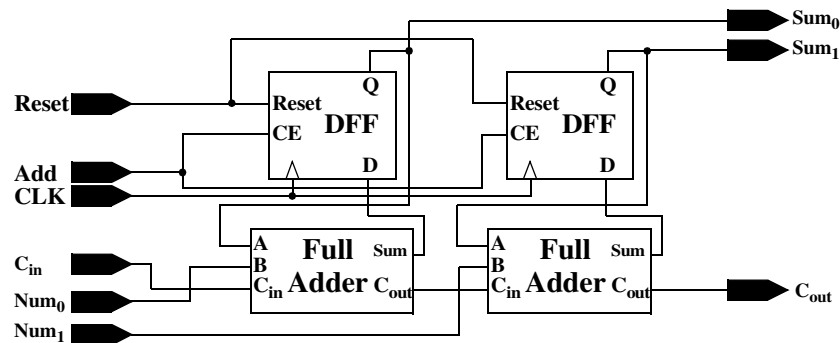 Sum0
Sum1
Q
Q
Reset
Reset
DFF
Reset
DFF
CE
CE
Add
D
D
CLK
A
Full
Sum
A
Full
Sum
Cin
B
Adder
B
Adder
Cin
Cout
Cin
Cout
Cout
Num0
Num1